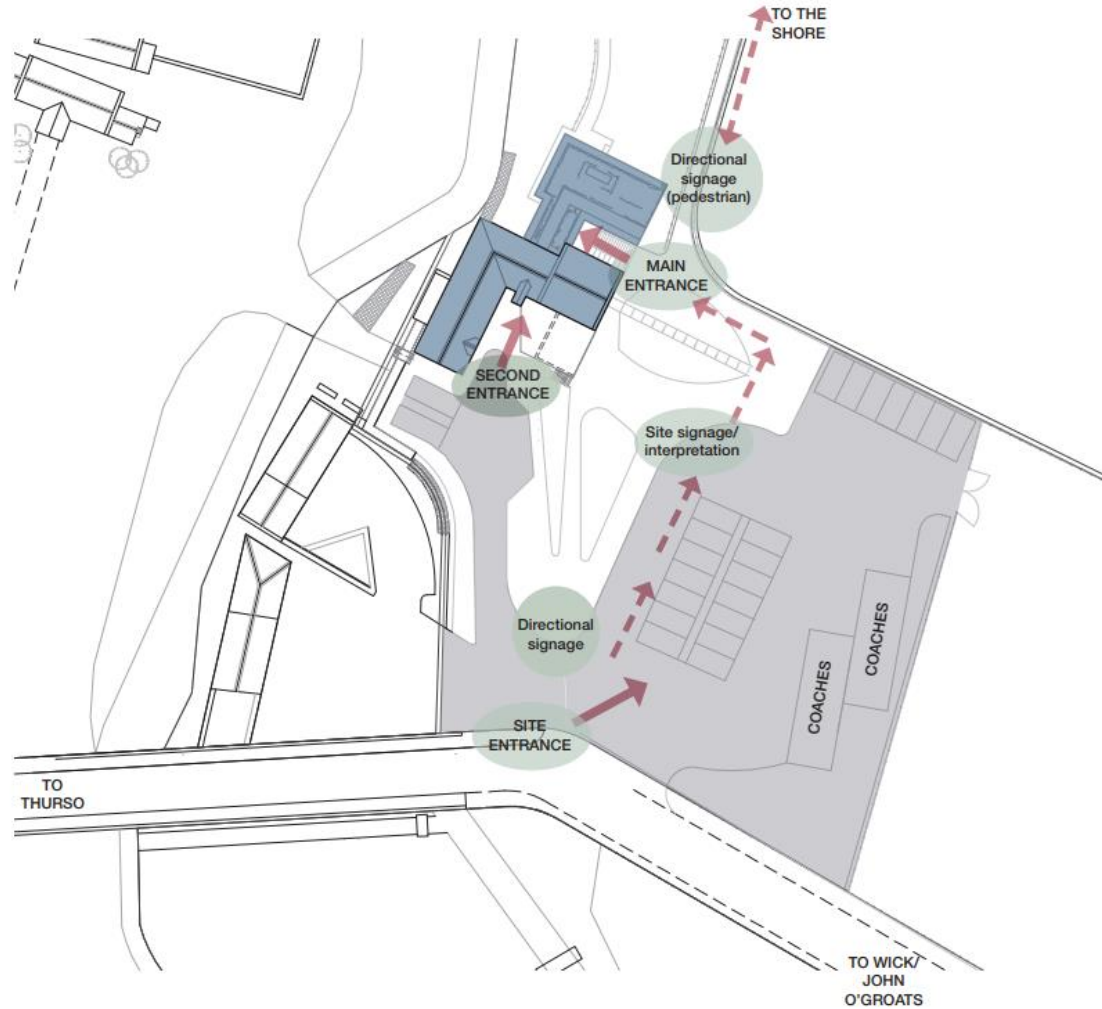 TO THE
SHORE
Directional
signage
(pedestrian)
MAIN
ENTRANCE
SECOND
ENTRANCE
Site signage/
interpretation
Directional
signage
COACHES
COACHES
SITE
ENTRANCE
TO
THURSO
TO WICK/
JOHN
O'GROATS